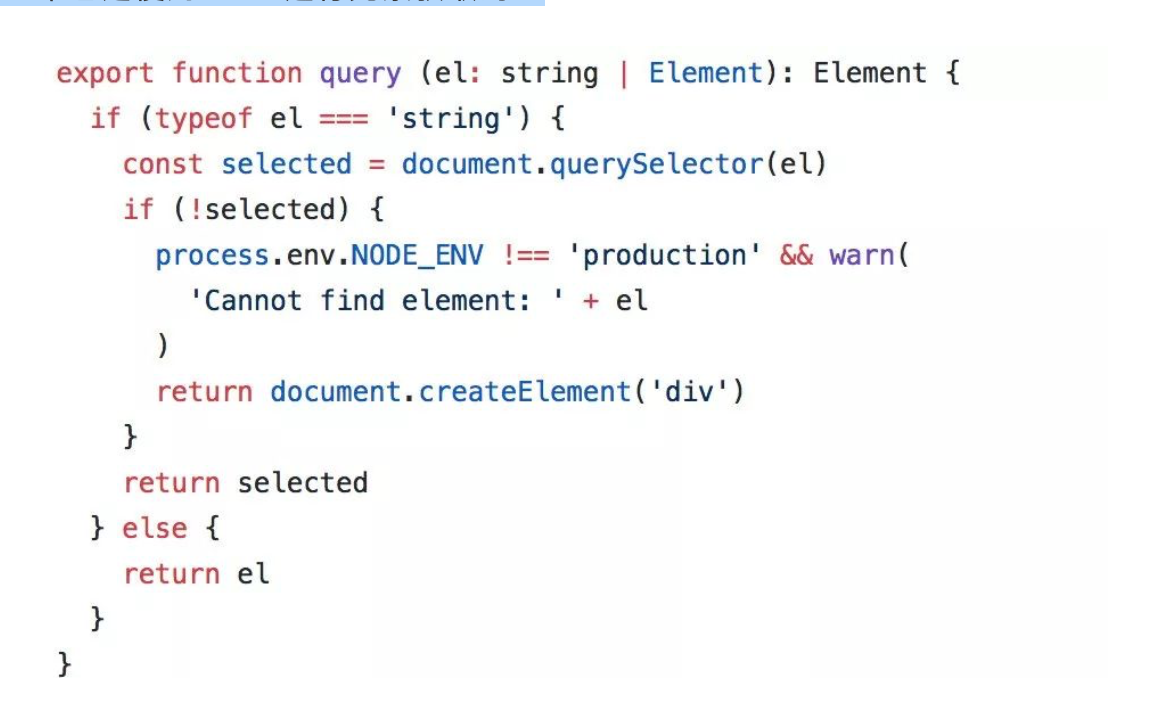 export function query (el: string | Element): Element {
  if (typeof el === 'string') {
    const selected = document.querySelector(el)
    if (!selected) {
      process.env.NODE_ENV !== 'production' && warn(
        'Cannot find element: ' + el
      )
      return document.createElement('div')
    }
    return selected
  } else {
    return el
  }
}